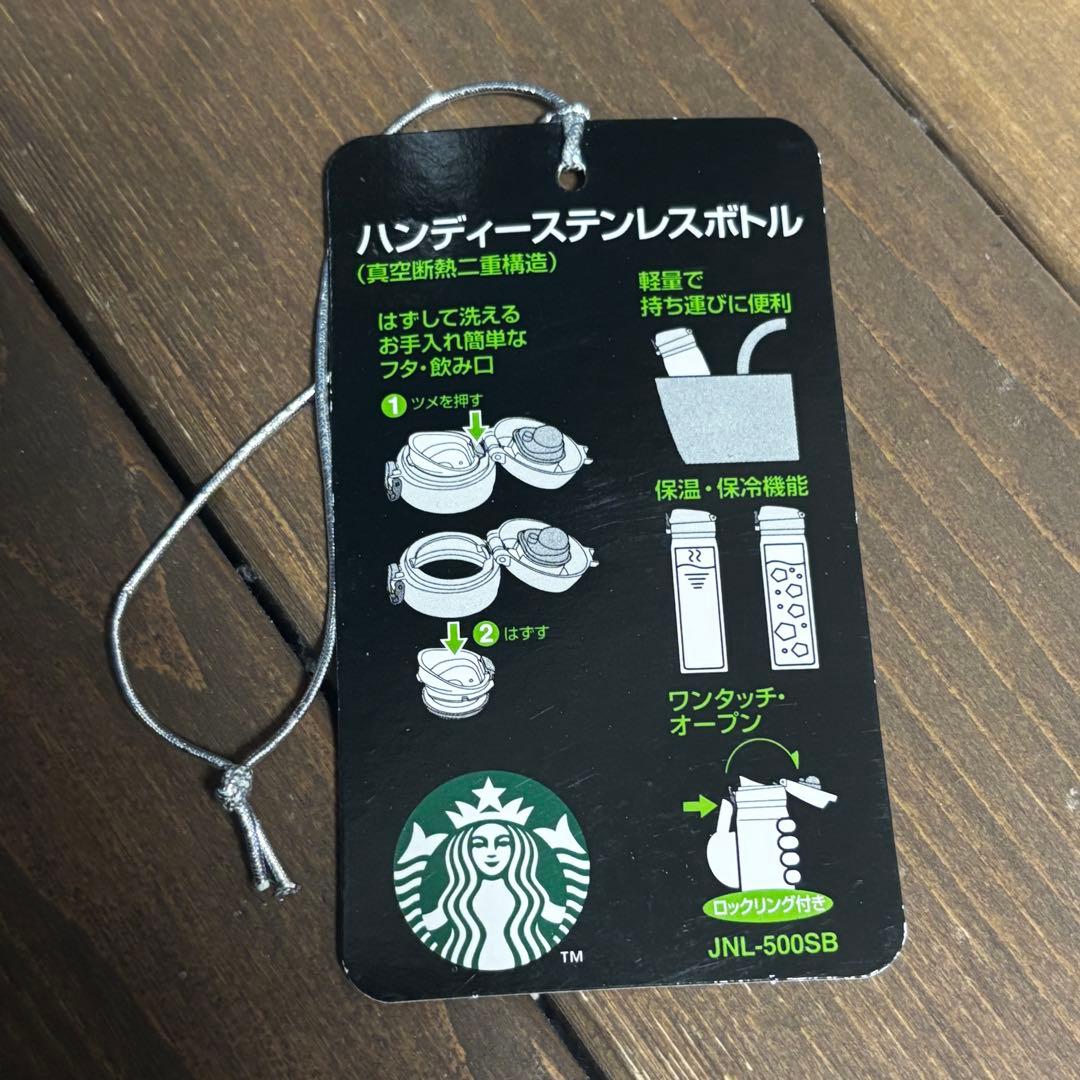 ハンディーステンレスボトル
（真空断熱二重構造）
はずして洗える
お手入れ簡単な
フタ・飲み口
1 ツメを押す
2 はずす
軽量で
持ち運びに便利
保温・保冷機能
ワンタッチ・
オープン
ロックリング付き
JNL-500SB
TM